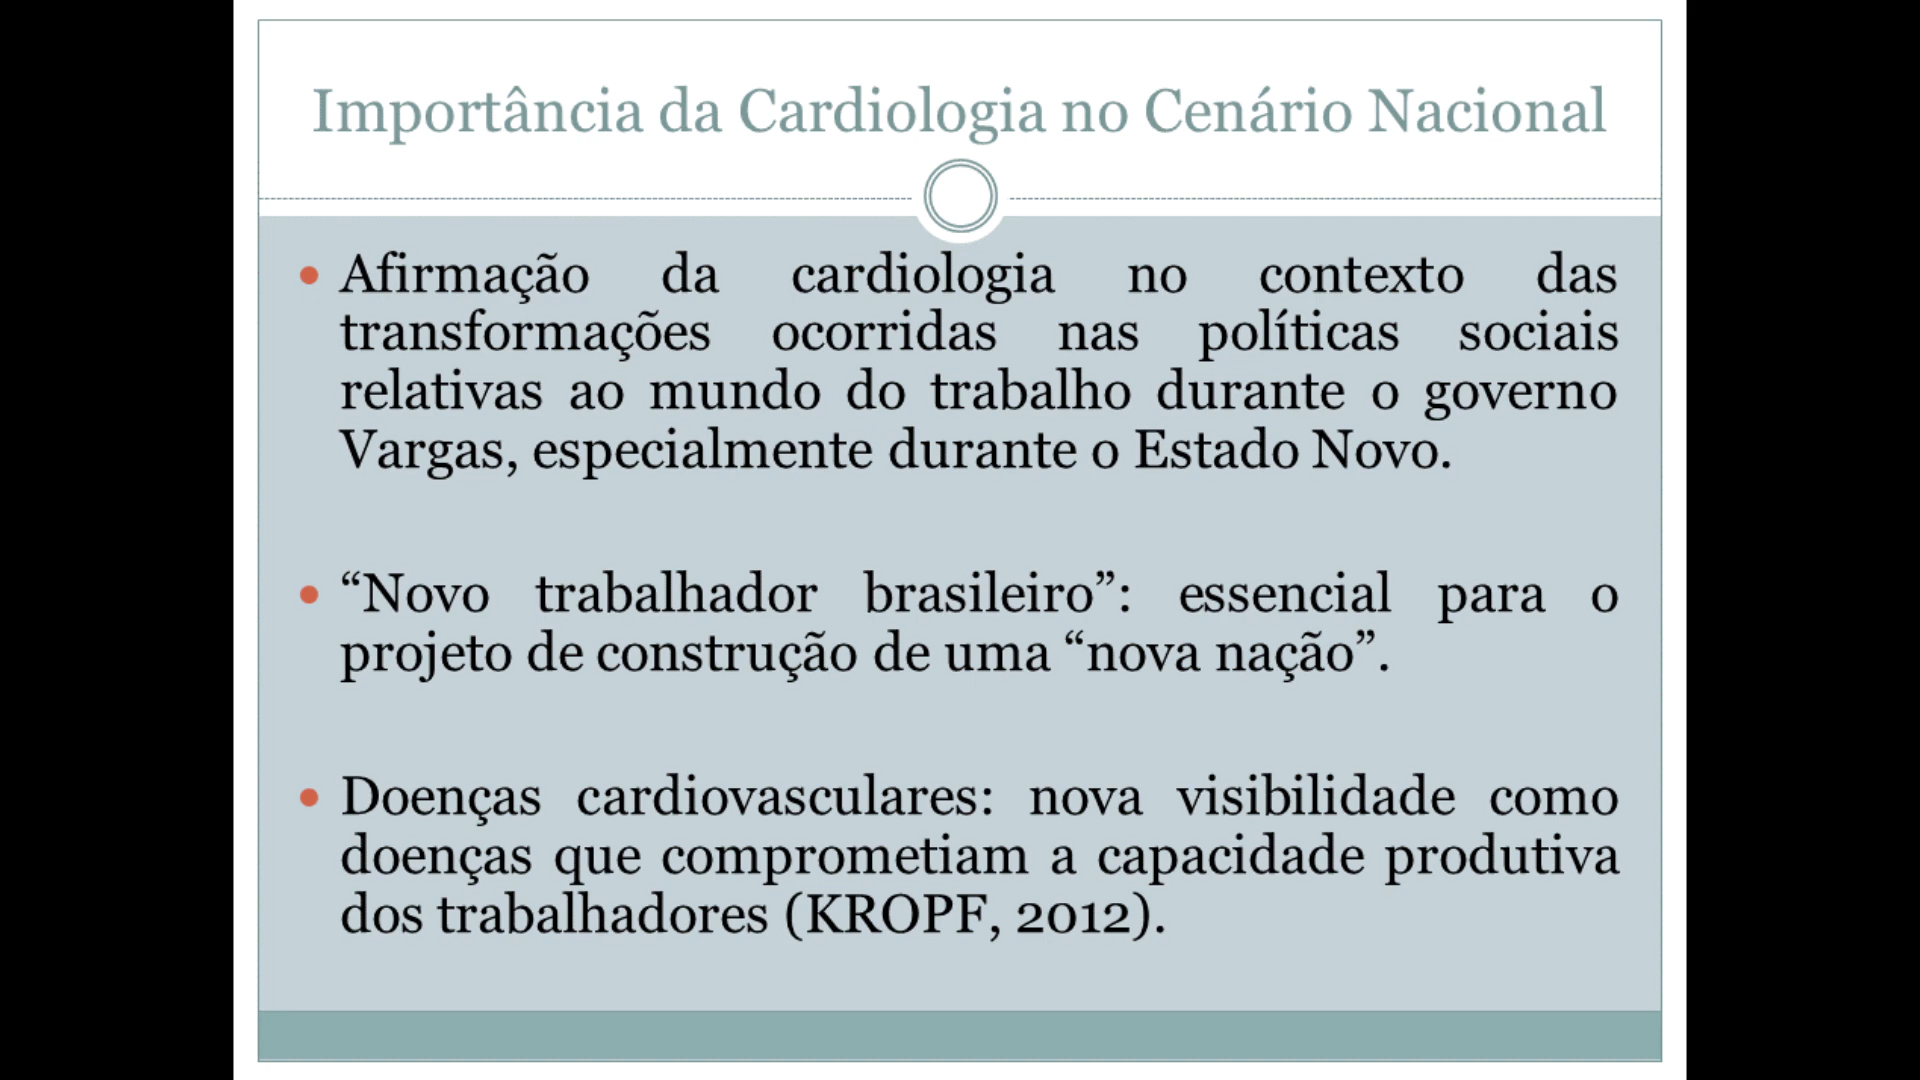 Importância da Cardiologia no Cenário Nacional
• Afirmação da cardiologia no contexto das
transformações ocorridas nas políticas sociais
relativas ao mundo do trabalho durante o governo
Vargas, especialmente durante o Estado Novo.
• “Novo trabalhador brasileiro”: essencial para o
projeto de construção de uma “nova nação”.
• Doenças cardiovasculares: nova visibilidade como
doenças que comprometiam a capacidade produtiva
dos trabalhadores (KROPF, 2012).